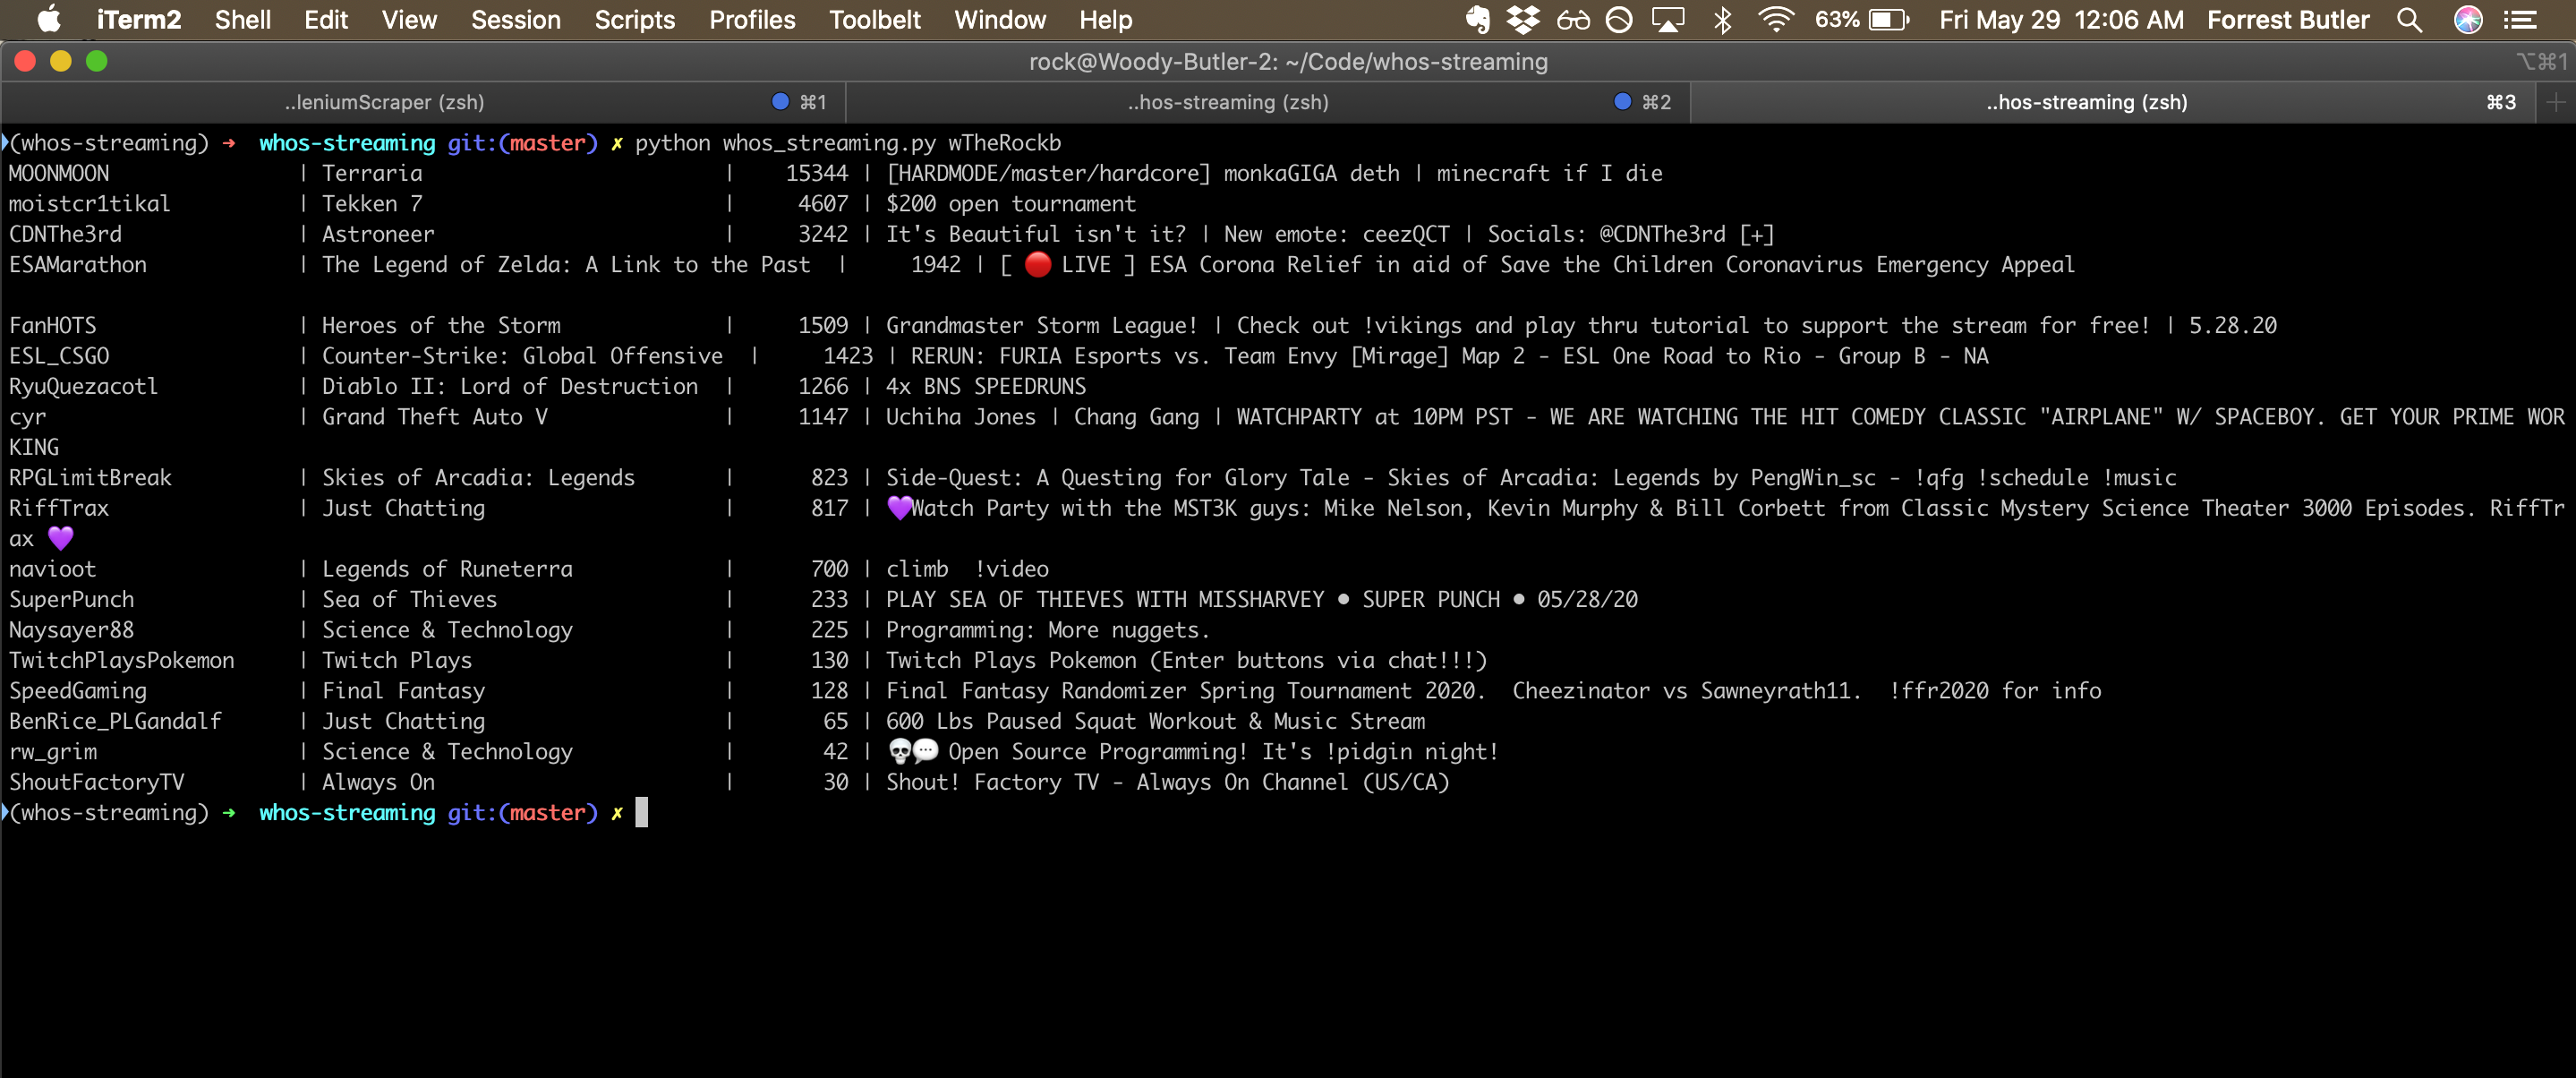 iTerm2 Shell Edit View Session Scripts Profiles Toolbelt Window Help 63% Fri May 29 12:06 AM Forrest Butler
rock@Woody-Butler-2: ~/Code/whos-streaming ⌥⌘1
..leniumScraper (zsh) ⌘1 ..hos-streaming (zsh) ⌘2 ..hos-streaming (zsh) ⌘3 +
(whos-streaming) ➜ whos-streaming git:(master) ✗ python whos_streaming.py wTheRockb
MOONMOON | Terraria | 15344 | [HARDMODE/master/hardcore] monkaGIGA deth | minecraft if I die
moistcr1tikal | Tekken 7 | 4607 | $200 open tournament
CDNThe3rd | Astroneer | 3242 | It's Beautiful isn't it? | New emote: ceezQCT | Socials: @CDNThe3rd [+]
ESAMarathon | The Legend of Zelda: A Link to the Past | 1942 | [ 🔴 LIVE ] ESA Corona Relief in aid of Save the Children Coronavirus Emergency Appeal
FanHOTS | Heroes of the Storm | 1509 | Grandmaster Storm League! | Check out !vikings and play thru tutorial to support the stream for free! | 5.28.20
ESL_CSGO | Counter-Strike: Global Offensive | 1423 | RERUN: FURIA Esports vs. Team Envy [Mirage] Map 2 - ESL One Road to Rio - Group B - NA
RyuQuezacotl | Diablo II: Lord of Destruction | 1266 | 4x BNS SPEEDRUNS
cyr | Grand Theft Auto V | 1147 | Uchiha Jones | Chang Gang | WATCHPARTY at 10PM PST - WE ARE WATCHING THE HIT COMEDY CLASSIC "AIRPLANE" W/ SPACEBOY. GET YOUR PRIME WOR
KING
RPGLimitBreak | Skies of Arcadia: Legends | 823 | Side-Quest: A Questing for Glory Tale - Skies of Arcadia: Legends by PengWin_sc - !qfg !schedule !music
RiffTrax | Just Chatting | 817 | 💜Watch Party with the MST3K guys: Mike Nelson, Kevin Murphy & Bill Corbett from Classic Mystery Science Theater 3000 Episodes. RiffTr
ax 💜
navioot | Legends of Runeterra | 700 | climb !video
SuperPunch | Sea of Thieves | 233 | PLAY SEA OF THIEVES WITH MISSHARVEY ● SUPER PUNCH ● 05/28/20
Naysayer88 | Science & Technology | 225 | Programming: More nuggets.
TwitchPlaysPokemon | Twitch Plays | 130 | Twitch Plays Pokemon (Enter buttons via chat!!!)
SpeedGaming | Final Fantasy | 128 | Final Fantasy Randomizer Spring Tournament 2020. Cheezinator vs Sawneyrath11. !ffr2020 for info
BenRice_PLGandalf | Just Chatting | 65 | 600 Lbs Paused Squat Workout & Music Stream
rw_grim | Science & Technology | 42 | 💀💬 Open Source Programming! It's !pidgin night!
ShoutFactoryTV | Always On | 30 | Shout! Factory TV - Always On Channel (US/CA)
(whos-streaming) ➜ whos-streaming git:(master) ✗